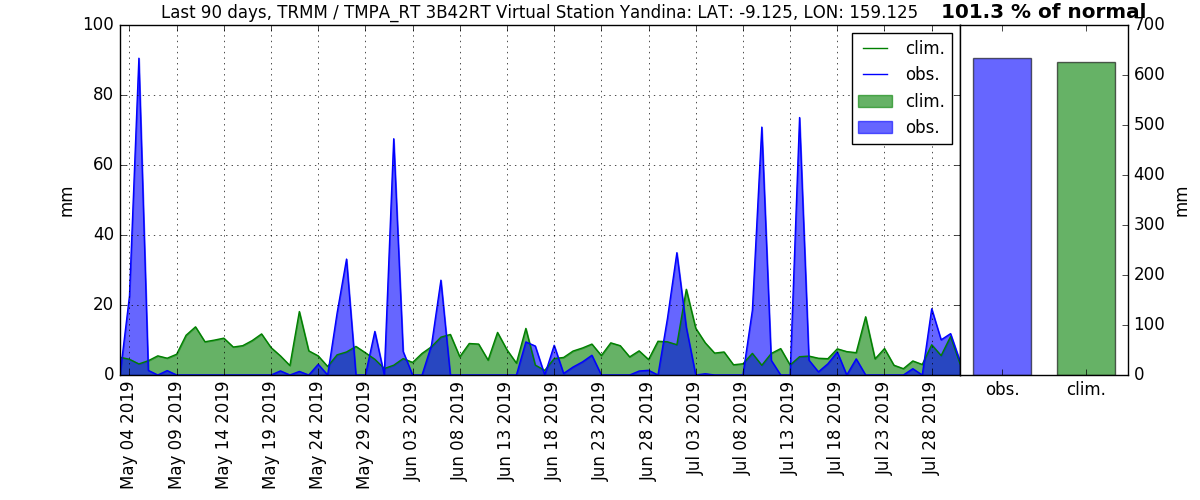 Last 90 days, TRMM / TMPA_RT 3B42RT Virtual Station Yandina: LAT: -9.125, LON: 159.125
101.3 % of normal
100
80
60
40
20
0
mm
clim.
obs.
clim.
obs.
700
600
500
400
300
200
100
0
mm
May 04 2019
May 09 2019
May 14 2019
May 19 2019
May 24 2019
May 29 2019
Jun 03 2019
Jun 08 2019
Jun 13 2019
Jun 18 2019
Jun 23 2019
Jun 28 2019
Jul 03 2019
Jul 08 2019
Jul 13 2019
Jul 18 2019
Jul 23 2019
Jul 28 2019
obs.
clim.